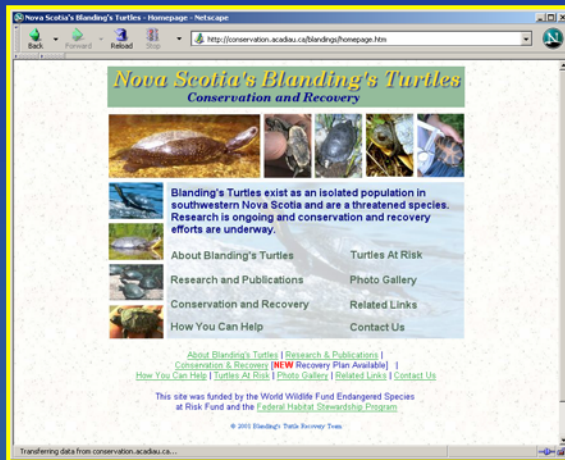 Nova Scotia's Blanding's Turtles - Homepage - Netscape
Back Forward Reload Stop http://conservation.acadiau.ca/blandings/homepage.htm N
Nova Scotia's Blanding's Turtles
Conservation and Recovery
Blanding's Turtles exist as an isolated population in
southwestern Nova Scotia and are a threatened species.
Research is ongoing and conservation and recovery
efforts are underway.
About Blanding's Turtles Turtles At Risk
Research and Publications Photo Gallery
Conservation and Recovery Related Links
How You Can Help Contact Us
About Blanding's Turtles | Research & Publications |
Conservation & Recovery [NEW Recovery Plan Available] |
How You Can Help | Turtles At Risk | Photo Gallery | Related Links | Contact Us
This site was funded by the World Wildlife Fund Endangered Species
at Risk Fund and the Federal Habitat Stewardship Program
© 2001 Blanding's Turtle Recovery Team
Transferring data from conservation.acadiau.ca...